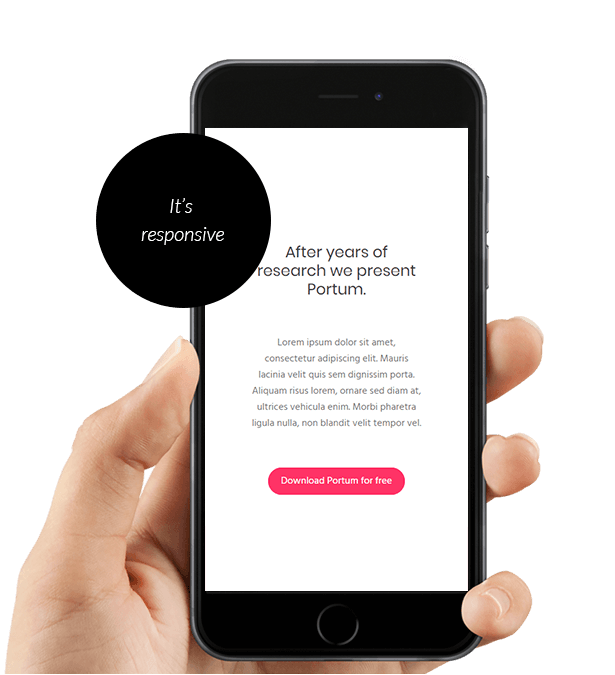 It's
responsive
After years of
research we present
Portum.
Lorem ipsum dolor sit amet,
consectetur adipiscing elit. Mauris
lacinia velit quis sem dignissim porta.
Aliquam risus lorem, ornare sed diam at,
ultrices vehicula enim. Morbi pharetra
ligula nulla, non blandit velit tempor vel.
Download Portum for free